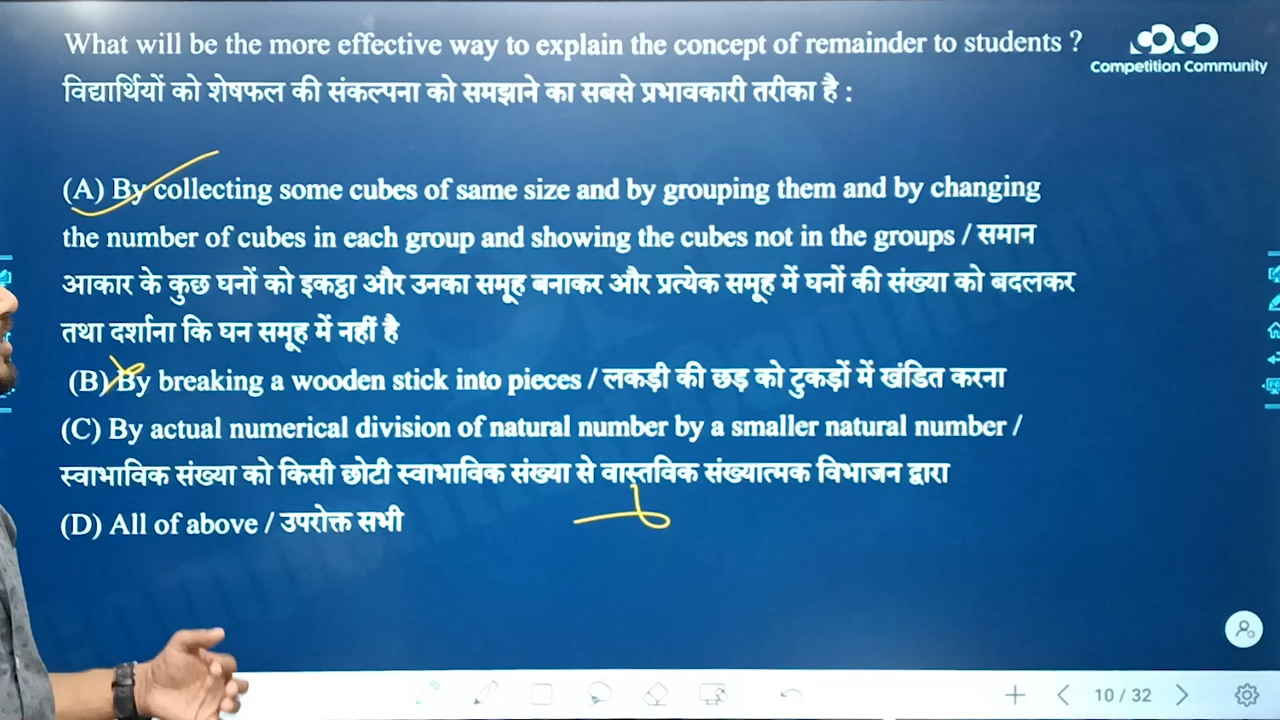 What will be the more effective way to explain the concept of remainder to students ?
Competition Community
विद्यार्थियों को शेषफल की संकल्पना को समझाने का सबसे प्रभावकारी तरीका है :
(A) By collecting some cubes of same size and by grouping them and by changing
the number of cubes in each group and showing the cubes not in the groups / समान
आकार के कुछ घनों को इकट्ठा और उनका समूह बनाकर और प्रत्येक समूह में घनों की संख्या को बदलकर
तथा दर्शाना कि घन समूह में नहीं है
(B) By breaking a wooden stick into pieces / लकड़ी की छड़ को टुकड़ों में खंडित करना
(C) By actual numerical division of natural number by a smaller natural number /
स्वाभाविक संख्या को किसी छोटी स्वाभाविक संख्या से वास्तविक संख्यात्मक विभाजन द्वारा
(D) All of above / उपरोक्त सभी
10 / 32